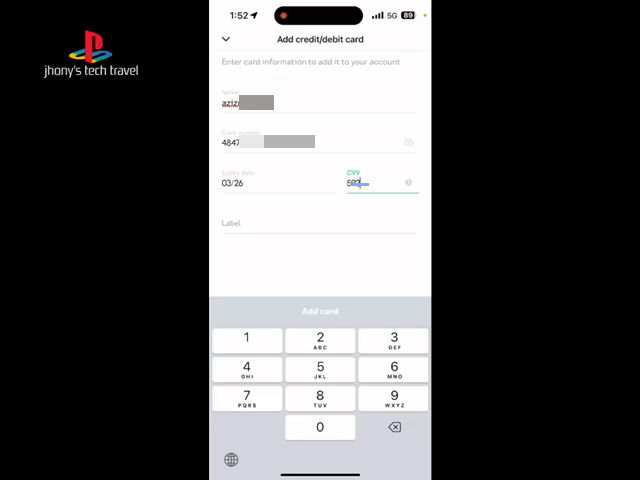 1:52
5G
89
jhony's tech travel
Add credit/debit card
Enter card information to add it to your account
Name
aziz
Card number
4847
Expiry date
CVV
03/26
Label
Add card
1
2
ABC
3
DEF
4
GHI
5
JKL
6
MNO
7
PQRS
8
TUV
9
WXYZ
0